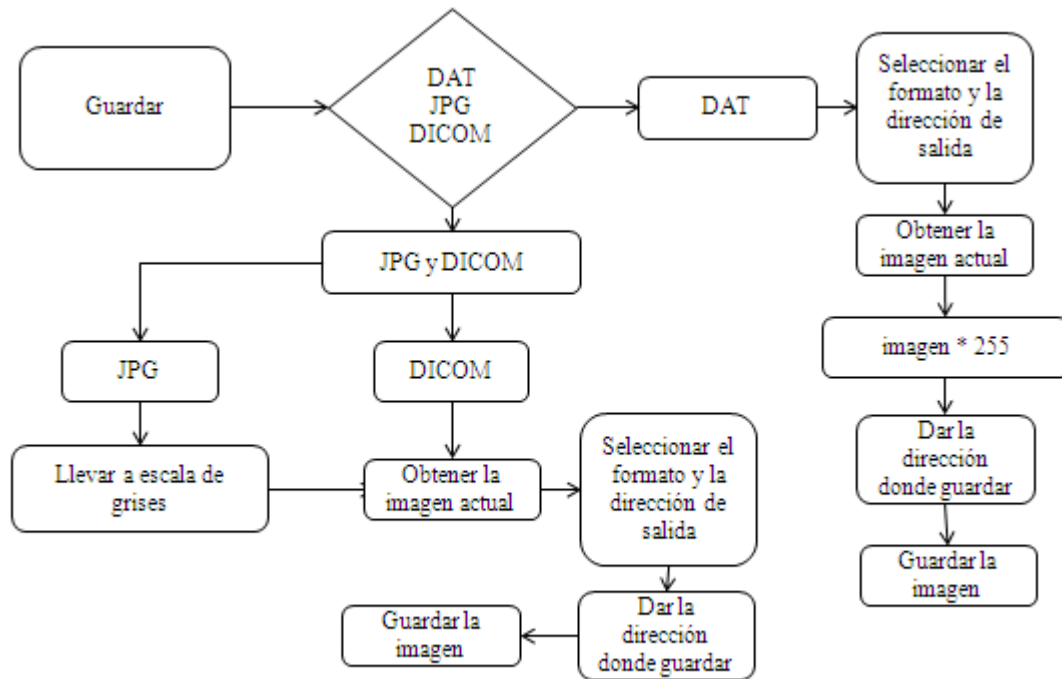 Guardar
DAT
JPG
DICOM
DAT
Seleccionar el
formato y la
dirección de
salida
Obtener la
imagen actual
imagen * 255
Dar la
dirección
donde guardar
Guardar la
imagen
JPG y DICOM
JPG
DICOM
Llevar a escala de
grises
Obtener la
imagen actual
Seleccionar el
formato y la
dirección de
salida
Dar la
dirección
donde guardar
Guardar la
imagen